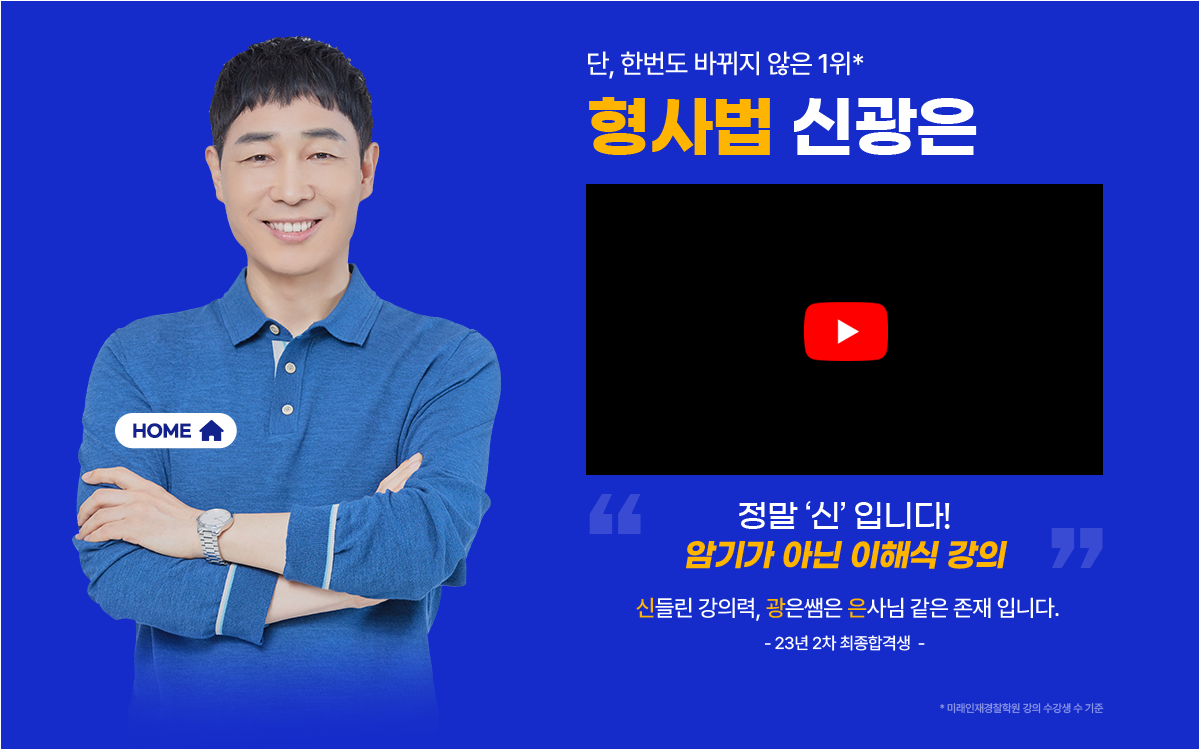 단, 한번도 바뀌지 않은 1위*
형사법 신광은
HOME
“ 정말 ‘신’ 입니다!
암기가 아닌 이해식 강의 ”
신들린 강의력, 광은쌤은 은사님 같은 존재 입니다.
- 23년 2차 최종합격생 -
* 미래인재경찰학원 강의 수강생 수 기준